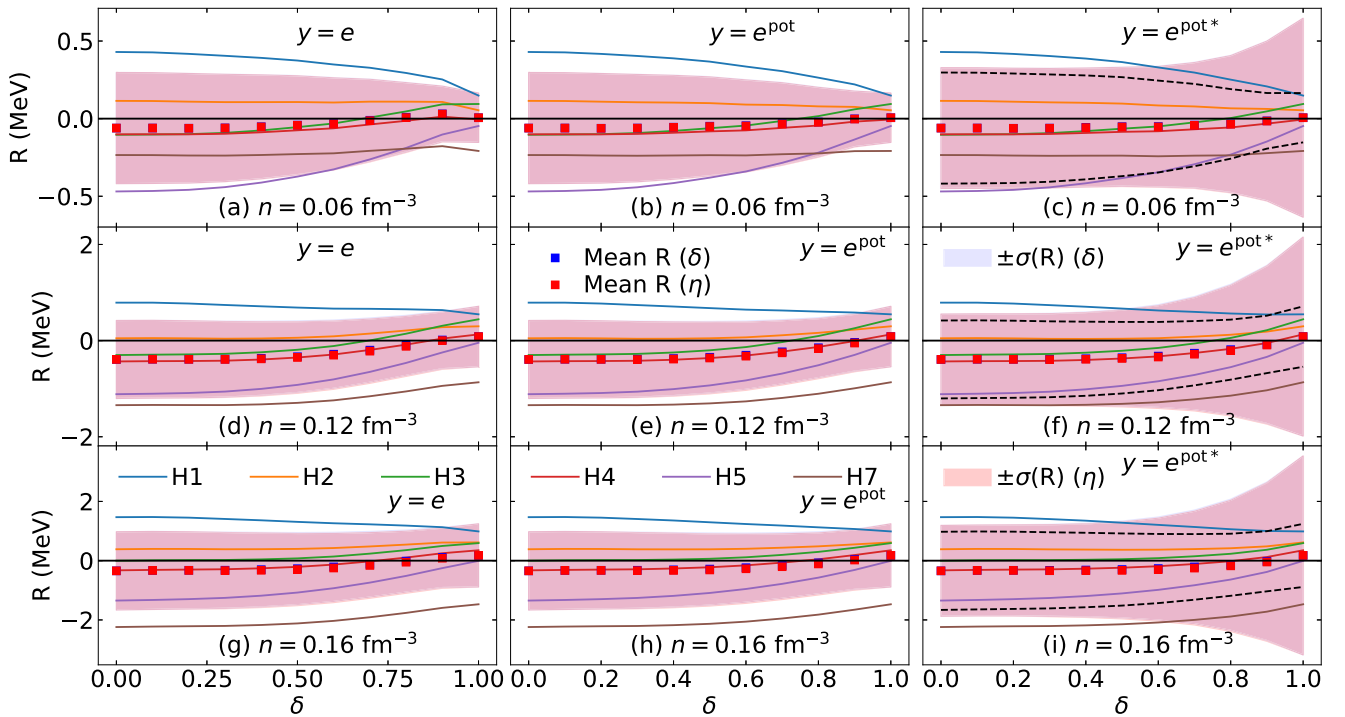 y = e
y = e^pot
y = e^pot*
R (MeV)
0.5
0.0
−0.5
(a) n = 0.06 fm⁻³
(b) n = 0.06 fm⁻³
(c) n = 0.06 fm⁻³
y = e
y = e^pot
y = e^pot*
Mean R (δ)
Mean R (η)
±σ(R) (δ)
R (MeV)
2
0
−2
(d) n = 0.12 fm⁻³
(e) n = 0.12 fm⁻³
(f) n = 0.12 fm⁻³
H1 H2 H3
H4 H5 H7
±σ(R) (η)
y = e
y = e^pot
y = e^pot*
R (MeV)
2
0
−2
(g) n = 0.16 fm⁻³
(h) n = 0.16 fm⁻³
(i) n = 0.16 fm⁻³
0.00 0.25 0.50 0.75 1.00
0.0 0.2 0.4 0.6 0.8 1.0
0.0 0.2 0.4 0.6 0.8 1.0
δ
δ
δ